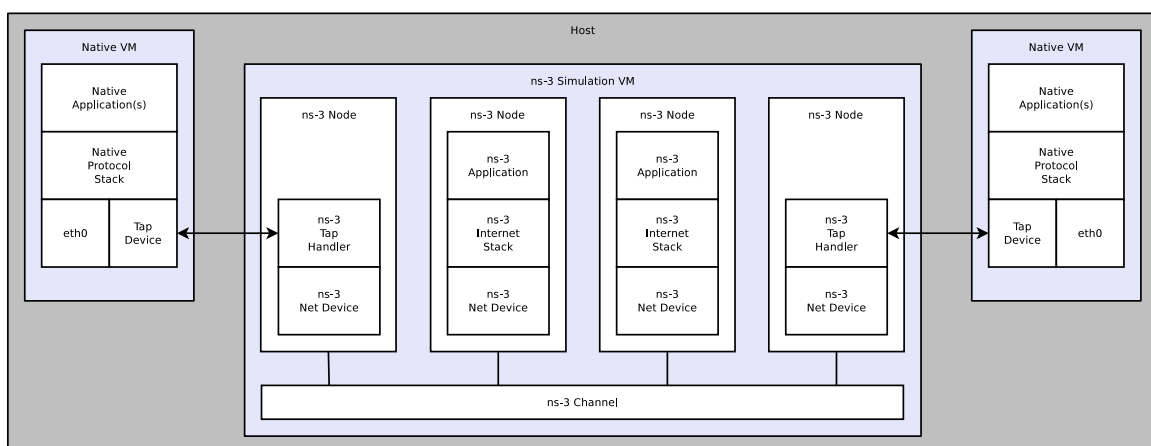 Host
Native VM
Native
Application(s)
Native
Protocol
Stack
eth0
Tap
Device
ns-3 Simulation VM
ns-3 Node
ns-3
Tap
Handler
ns-3
Net Device
ns-3 Node
ns-3
Application
ns-3
Internet
Stack
ns-3
Net Device
ns-3 Node
ns-3
Application
ns-3
Internet
Stack
ns-3
Net Device
ns-3 Node
ns-3
Tap
Handler
ns-3
Net Device
ns-3 Channel
Native VM
Native
Application(s)
Native
Protocol
Stack
Tap
Device
eth0